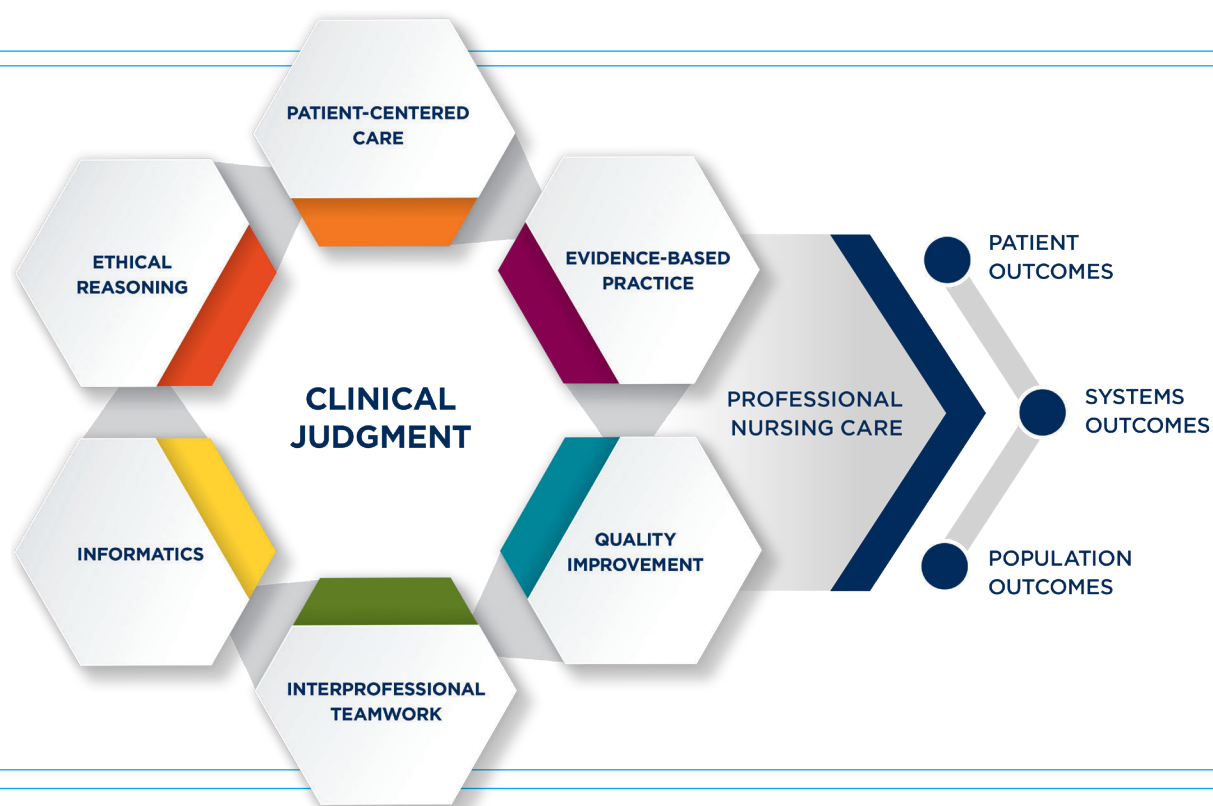 PATIENT-CENTERED
CARE
ETHICAL
REASONING
EVIDENCE-BASED
PRACTICE
CLINICAL
JUDGMENT
INFORMATICS
QUALITY
IMPROVEMENT
INTERPROFESSIONAL
TEAMWORK
PROFESSIONAL
NURSING CARE
PATIENT
OUTCOMES
SYSTEMS
OUTCOMES
POPULATION
OUTCOMES